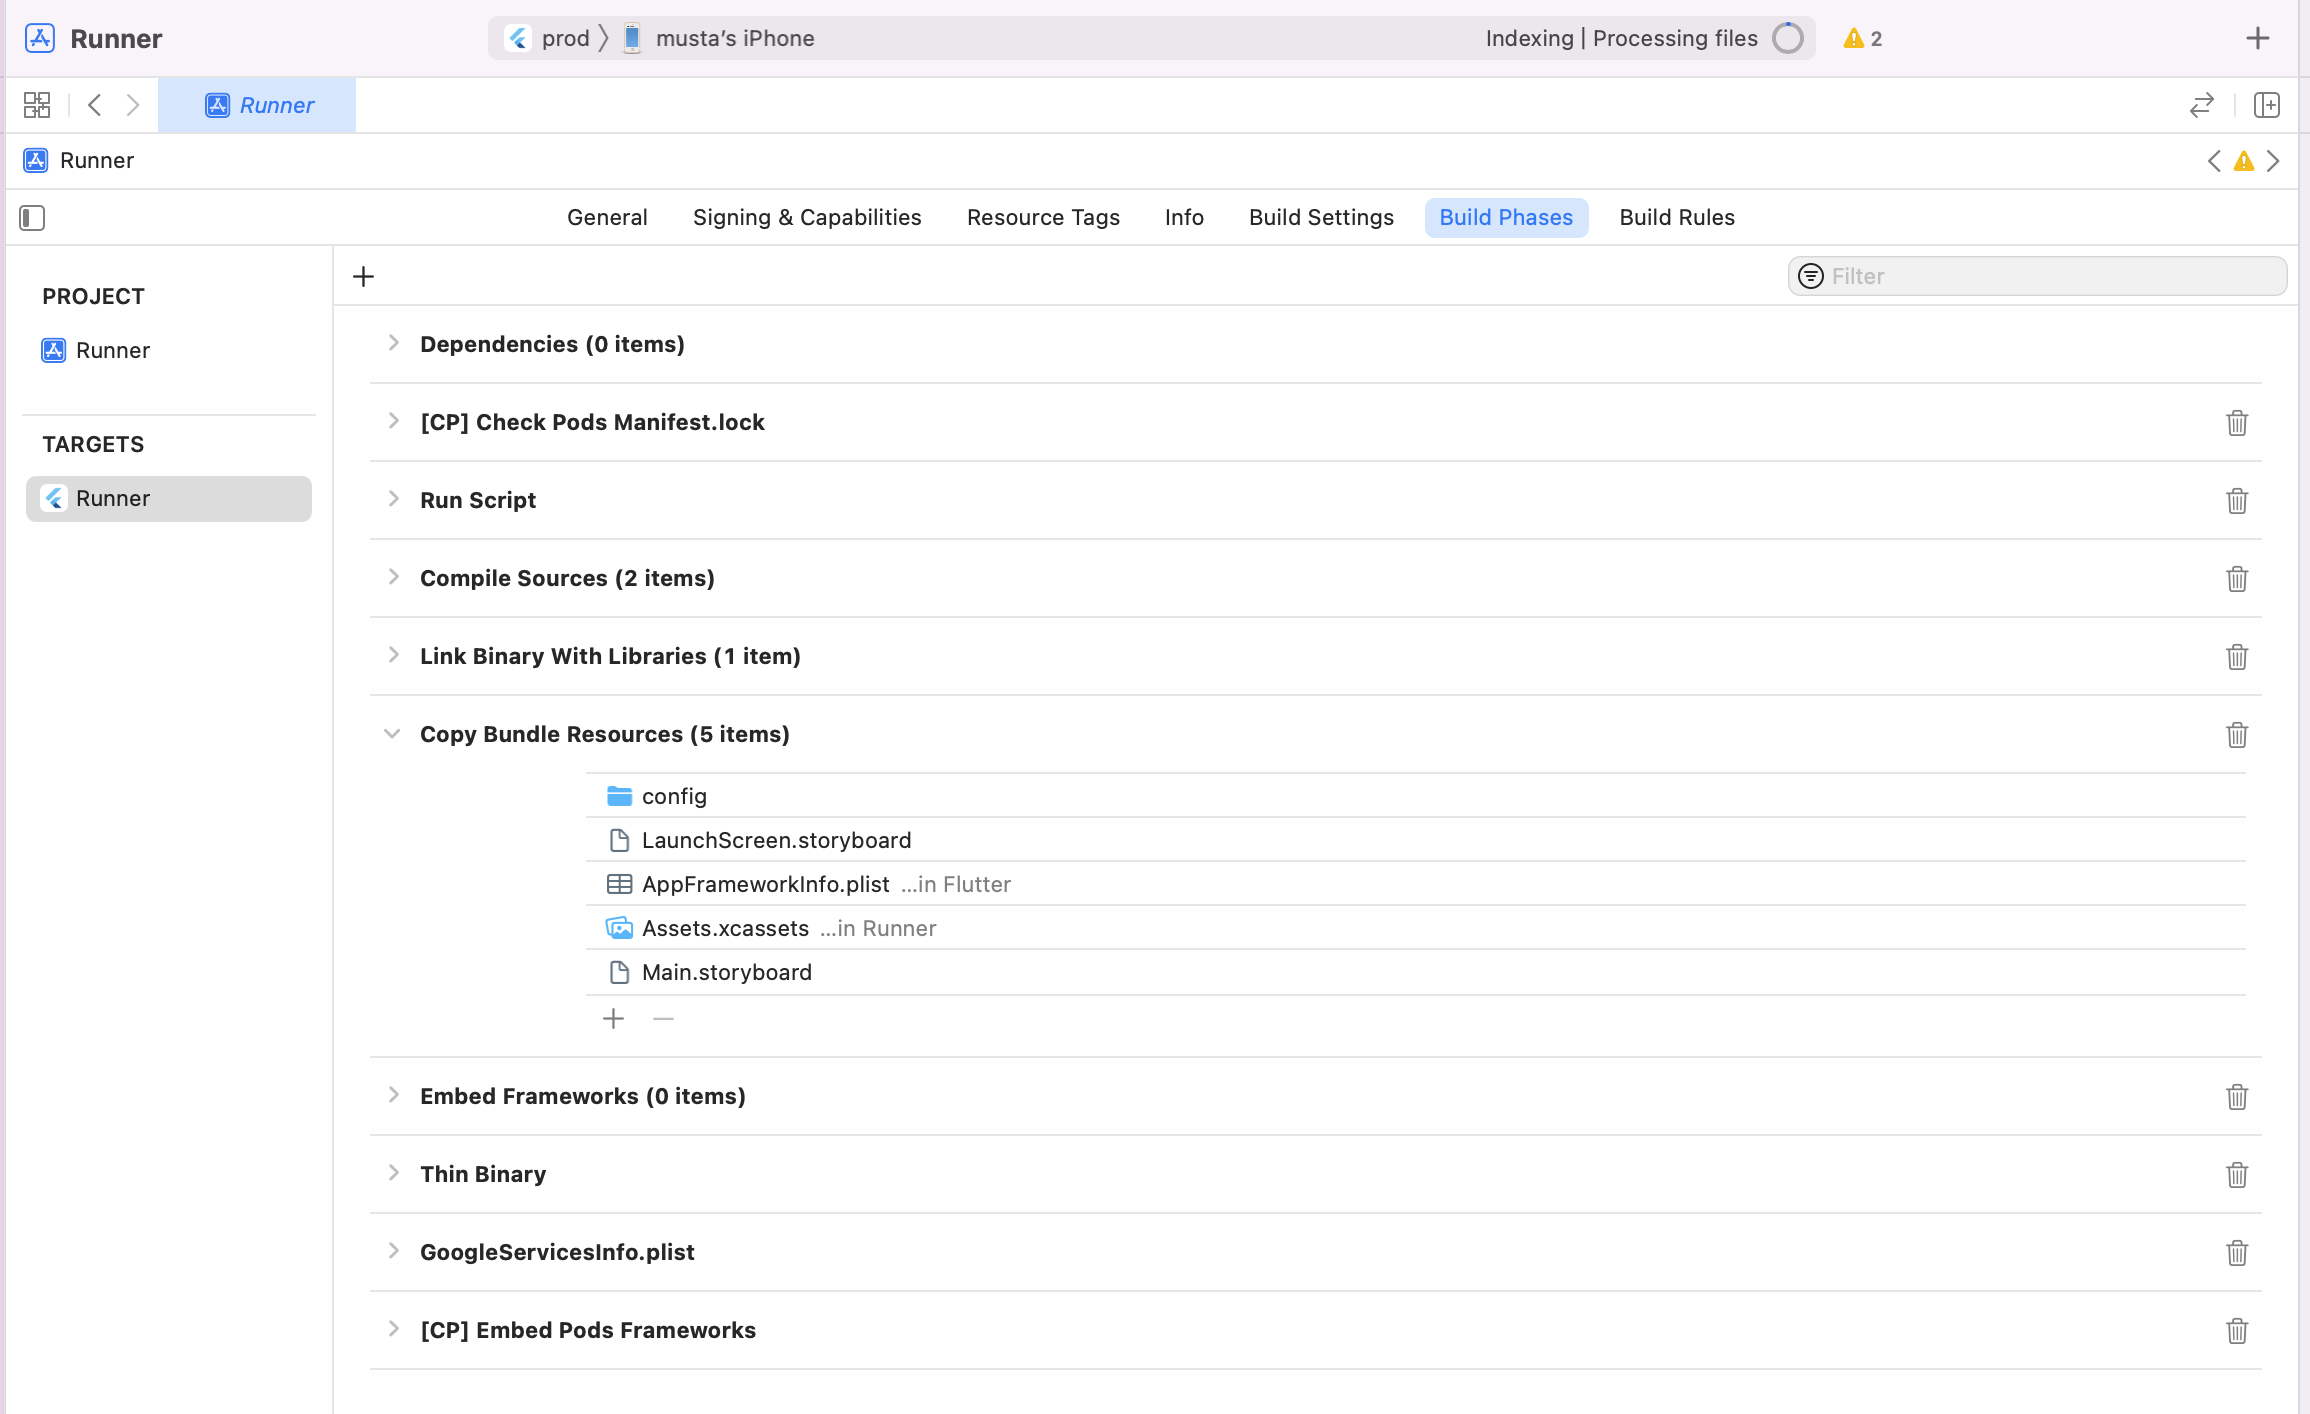 Runner
prod
musta’s iPhone
Indexing | Processing files
2
Runner
Runner
General
Signing & Capabilities
Resource Tags
Info
Build Settings
Build Phases
Build Rules
Filter
PROJECT
Runner
TARGETS
Runner
Dependencies (0 items)
[CP] Check Pods Manifest.lock
Run Script
Compile Sources (2 items)
Link Binary With Libraries (1 item)
Copy Bundle Resources (5 items)
config
LaunchScreen.storyboard
AppFrameworkInfo.plist ...in Flutter
Assets.xcassets ...in Runner
Main.storyboard
Embed Frameworks (0 items)
Thin Binary
GoogleServicesInfo.plist
[CP] Embed Pods Frameworks